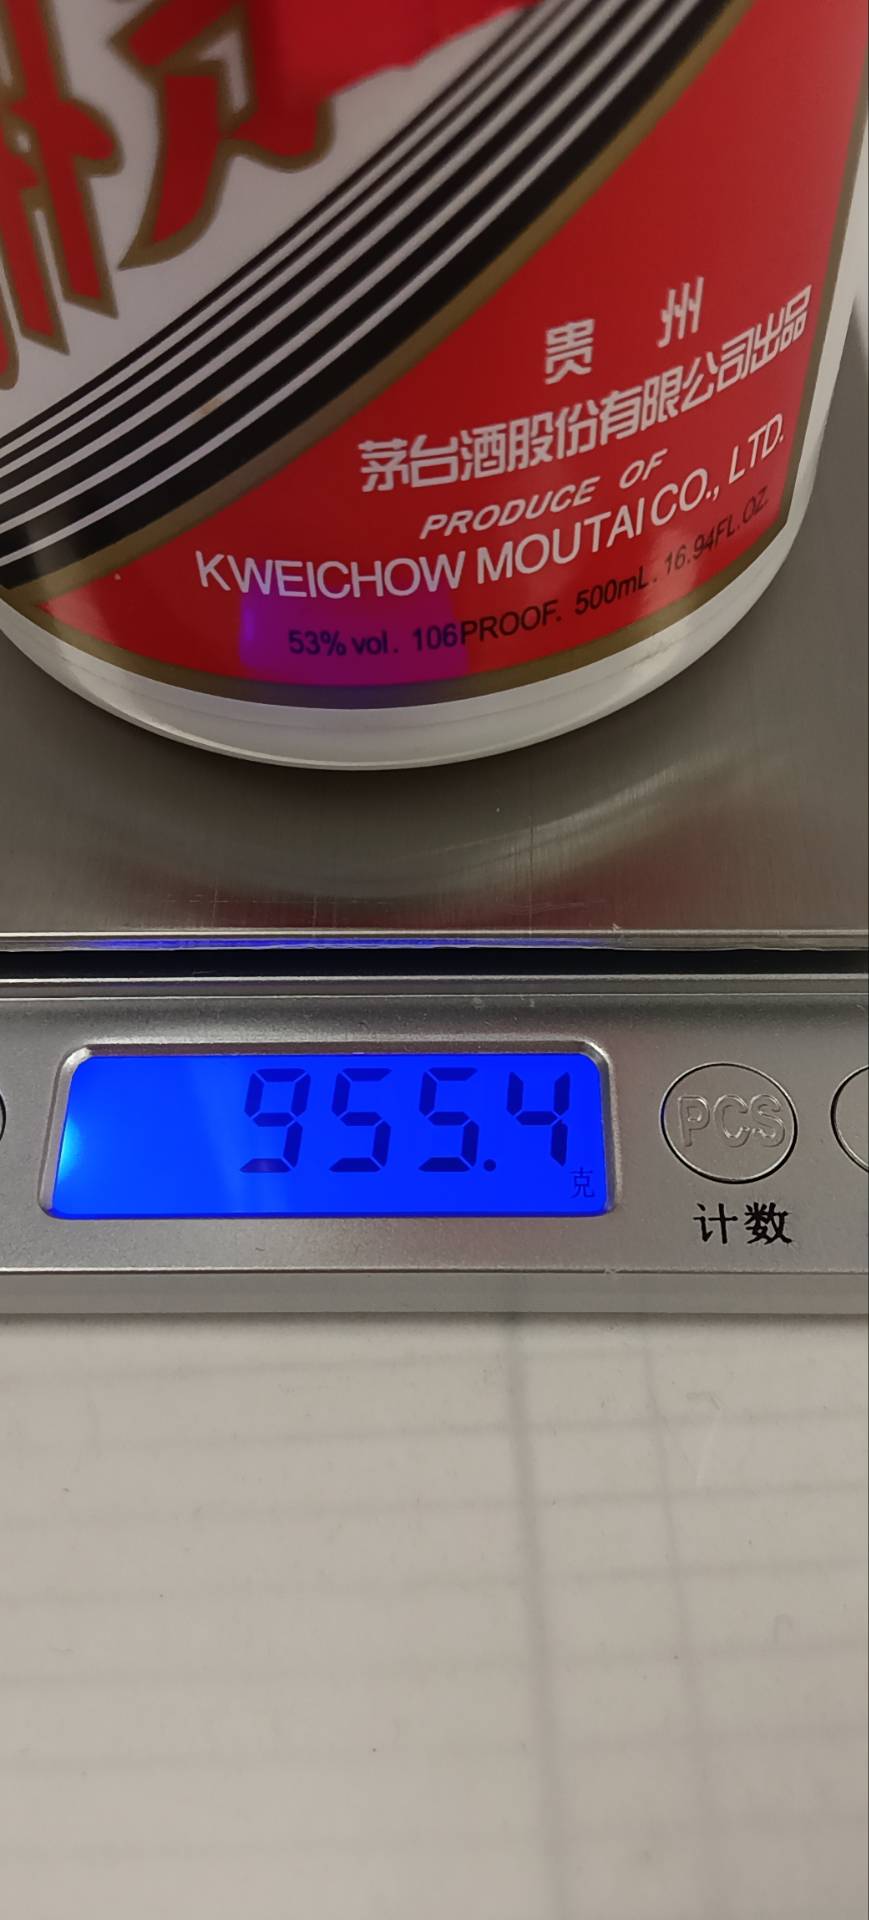 贵 州
茅台酒股份有限公司出品
PRODUCE OF
KWEICHOW MOUTAI CO., LTD.
53% vol. 106PROOF. 500mL. 16.94FL.OZ.
955.4
克
PCS
计数